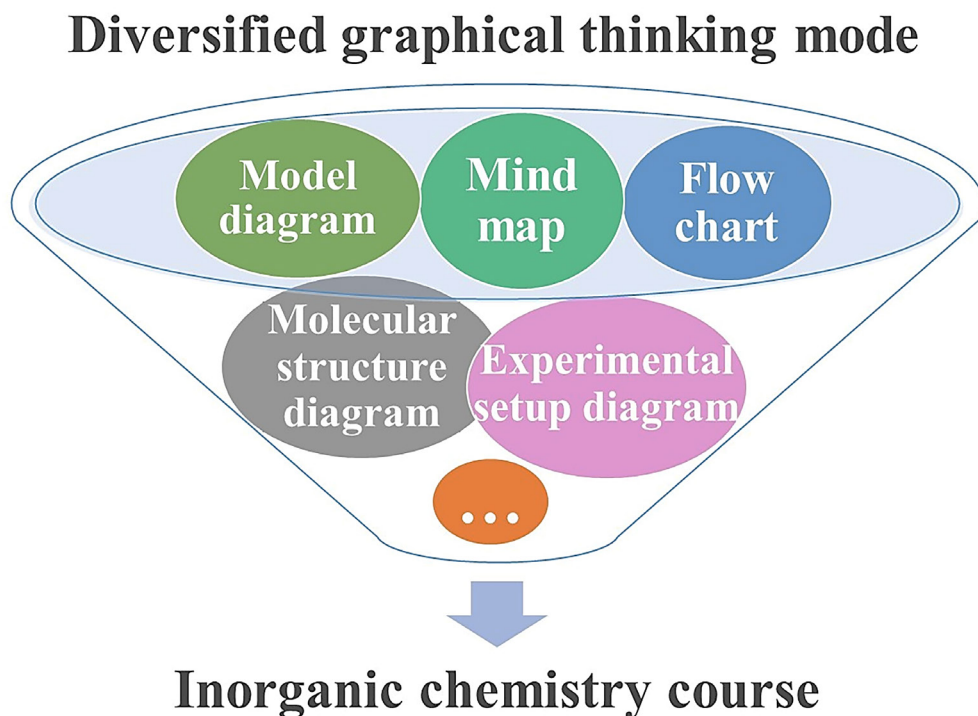 Diversified graphical thinking mode
Model
diagram
Mind
map
Flow
chart
Molecular
structure
diagram
Experimental
setup diagram
...
Inorganic chemistry course